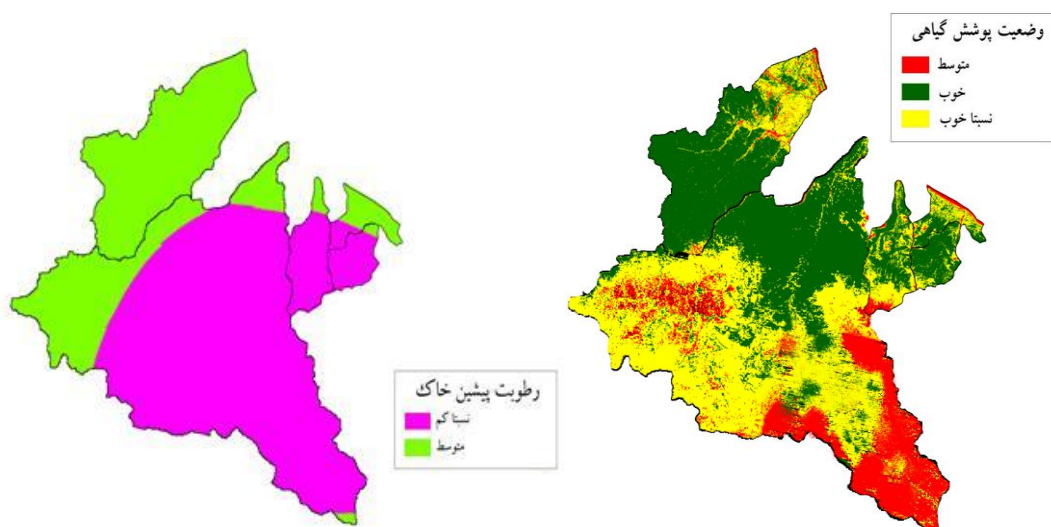 وضعیت پوشش گیاهی
متوسط
خوب
نسبتا خوب
رطوبت پیشین خاک
نسبتا کم
متوسط